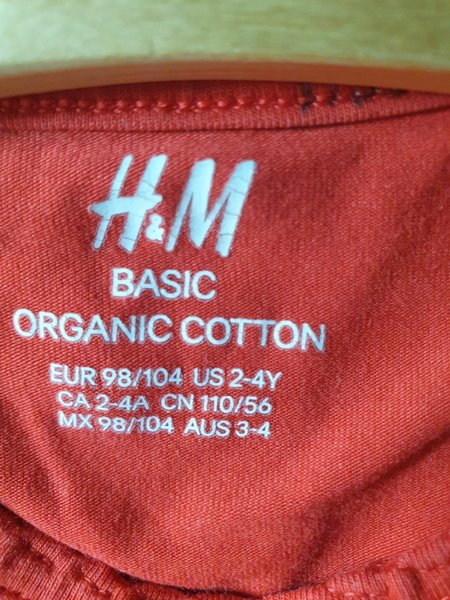 H&M
BASIC
ORGANIC COTTON
EUR 98/104 US 2-4Y
CA 2-4A CN 110/56
MX 98/104 AUS 3-4